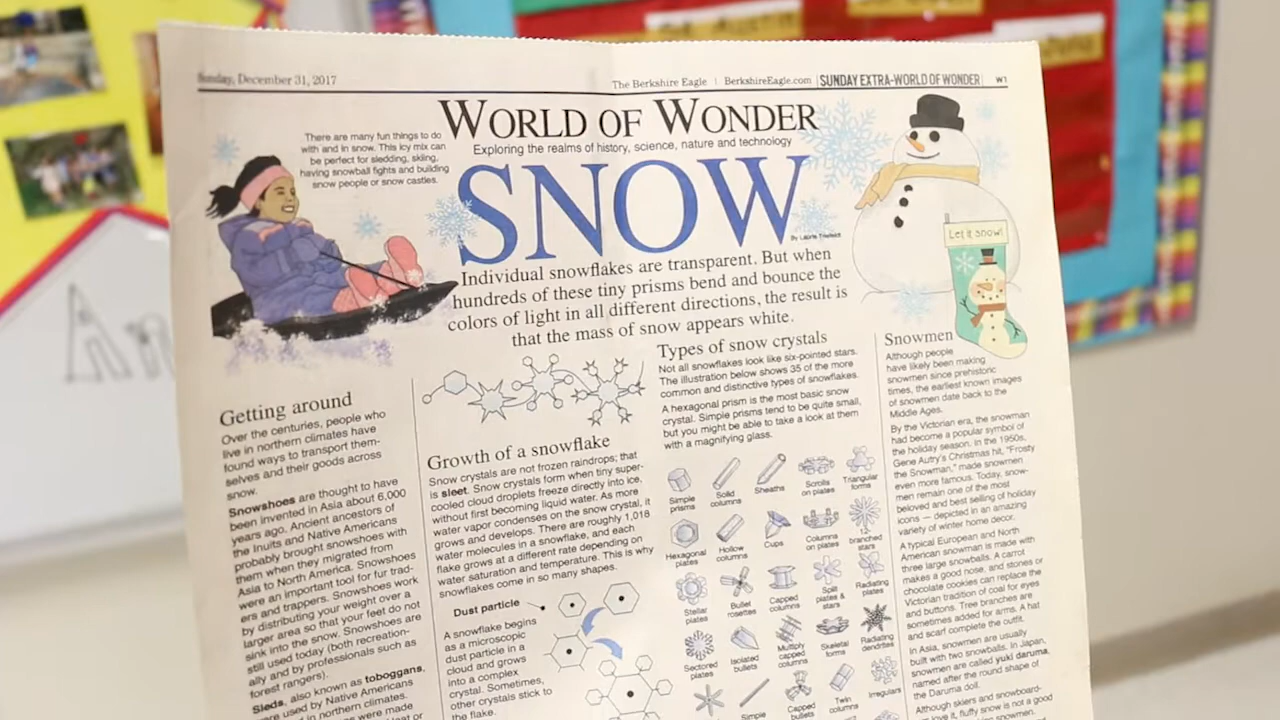 Sunday, December 31, 2017
The Berkshire Eagle | BerkshireEagle.com | SUNDAY EXTRA-WORLD OF WONDER | W1
WORLD OF WONDER
Exploring the realms of history, science, nature and technology
There are many fun things to do
with and in snow. This icy mix can
be perfect for sledding, skiing,
having snowball fights and building
snow people or snow castles.
SNOW
By Laurie
Let it snow!
Individual snowflakes are transparent. But when
hundreds of these tiny prisms bend and bounce the
colors of light in all different directions, the result is
that the mass of snow appears white.
Getting around
Over the centuries, people who
live in northern climates have
found ways to transport them-
selves and their goods across
snow.
Snowshoes are thought to have
been invented in Asia about 6,000
years ago. Ancient ancestors of
the Inuits and Native Americans
probably brought snowshoes with
them when they migrated from
Asia to North America. Snowshoes
were an important tool for fur trad-
ers and trappers. Snowshoes work
by distributing your weight over a
larger area so that your feet do not
sink into the snow. Snowshoes are
still used today (both recreation-
ally and by professionals such as
forest rangers).
Sleds, also known as toboggans,
were used by Native Americans
in northern climates.
were made
Growth of a snowflake
Snow crystals are not frozen raindrops; that
is sleet. Snow crystals form when tiny super-
cooled cloud droplets freeze directly into ice,
without first becoming liquid water. As more
water vapor condenses on the snow crystal, it
grows and develops. There are roughly 1,018
water molecules in a snowflake, and each
flake grows at a different rate depending on
water saturation and temperature. This is why
snowflakes come in so many shapes.
Dust particle
A snowflake begins
as a microscopic
dust particle in a
cloud and grows
into a complex
crystal. Sometimes,
other crystals stick to
the flake.
Types of snow crystals
Not all snowflakes look like six-pointed stars.
The illustration below shows 35 of the more
common and distinctive types of snowflakes.
A hexagonal prism is the most basic snow
crystal. Simple prisms tend to be quite small,
but you might be able to take a look at them
with a magnifying glass.
Simple prisms
Solid columns
Sheaths
Scrolls on plates
Triangular forms
Hexagonal plates
Hollow columns
Cups
Columns on plates
12-branched stars
Stellar plates
Bullet rosettes
Capped columns
Split plates & stars
Radiating plates
Sectored plates
Isolated bullets
Multiply capped columns
Skeletal forms
Radiating dendrites
Simple
Capped bullets
Twin columns
Irregulars
Snowmen
Although people
have likely been making
snowmen since prehistoric
times, the earliest known images
of snowmen date back to the
Middle Ages.
By the Victorian era, the snowman
had become a popular symbol of
the holiday season. In the 1950s,
Gene Autry's Christmas hit, "Frosty
the Snowman," made snowmen
even more famous. Today, snow-
men remain one of the most
beloved and best selling of holiday
icons — depicted in an amazing
variety of winter home decor.
A typical European and North
American snowman is made with
three large snowballs. A carrot
makes a good nose, and stones or
chocolate cookies can replace the
Victorian tradition of coal for eyes
and buttons. Tree branches are
sometimes added for arms. A hat
and scarf complete the outfit.
In Asia, snowmen are usually
built with two snowballs. In Japan,
snowmen are called yuki daruma,
named after the round shape of
the Daruma doll.
Although skiers and snowboard-
love it, fluffy snow is not a good
snowmen.